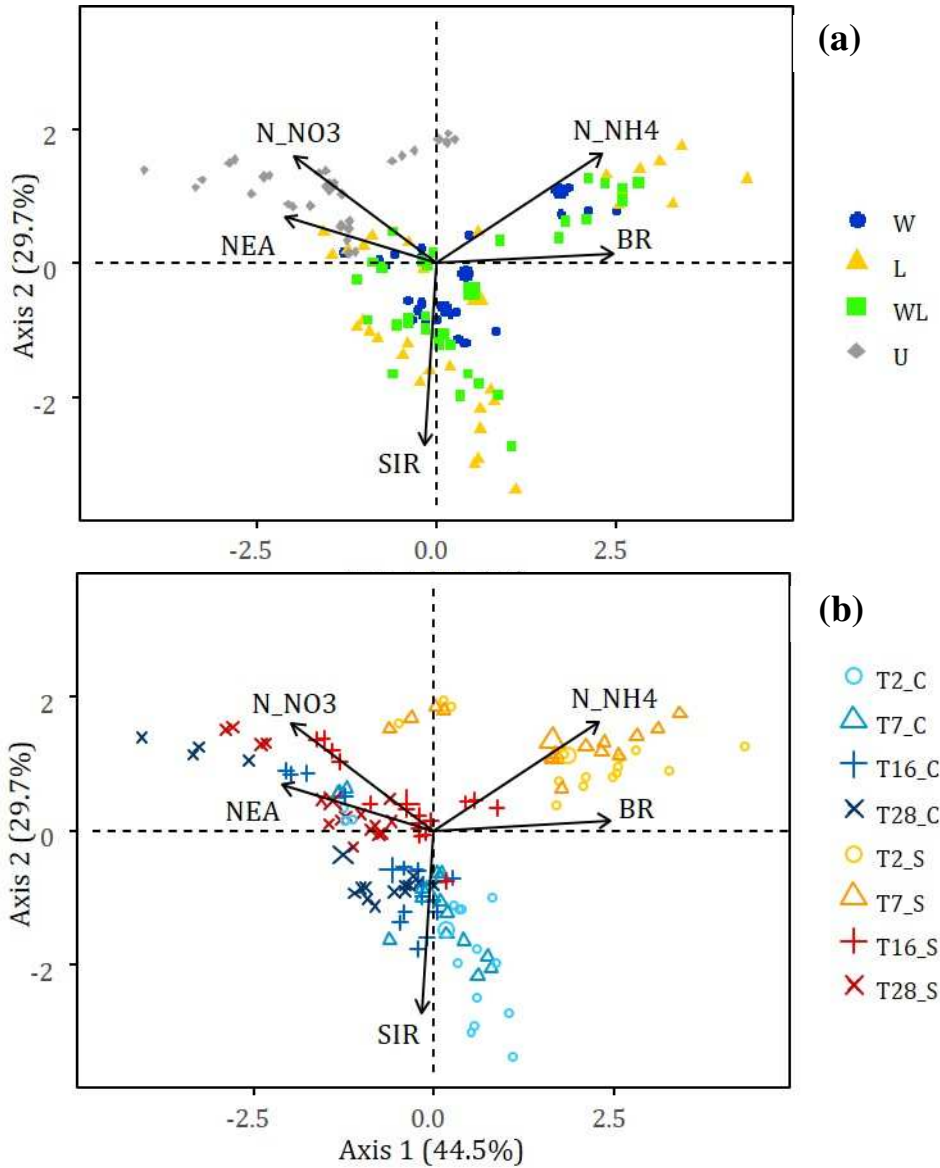 (a)
N_NO3
N_NH4
NEA
BR
SIR
2
0
-2
Axis 2 (29.7%)
-2.5
0.0
2.5
W
L
WL
U
(b)
N_NO3
N_NH4
NEA
BR
SIR
2
0
-2
Axis 2 (29.7%)
-2.5
0.0
2.5
Axis 1 (44.5%)
T2_C
T7_C
T16_C
T28_C
T2_S
T7_S
T16_S
T28_S